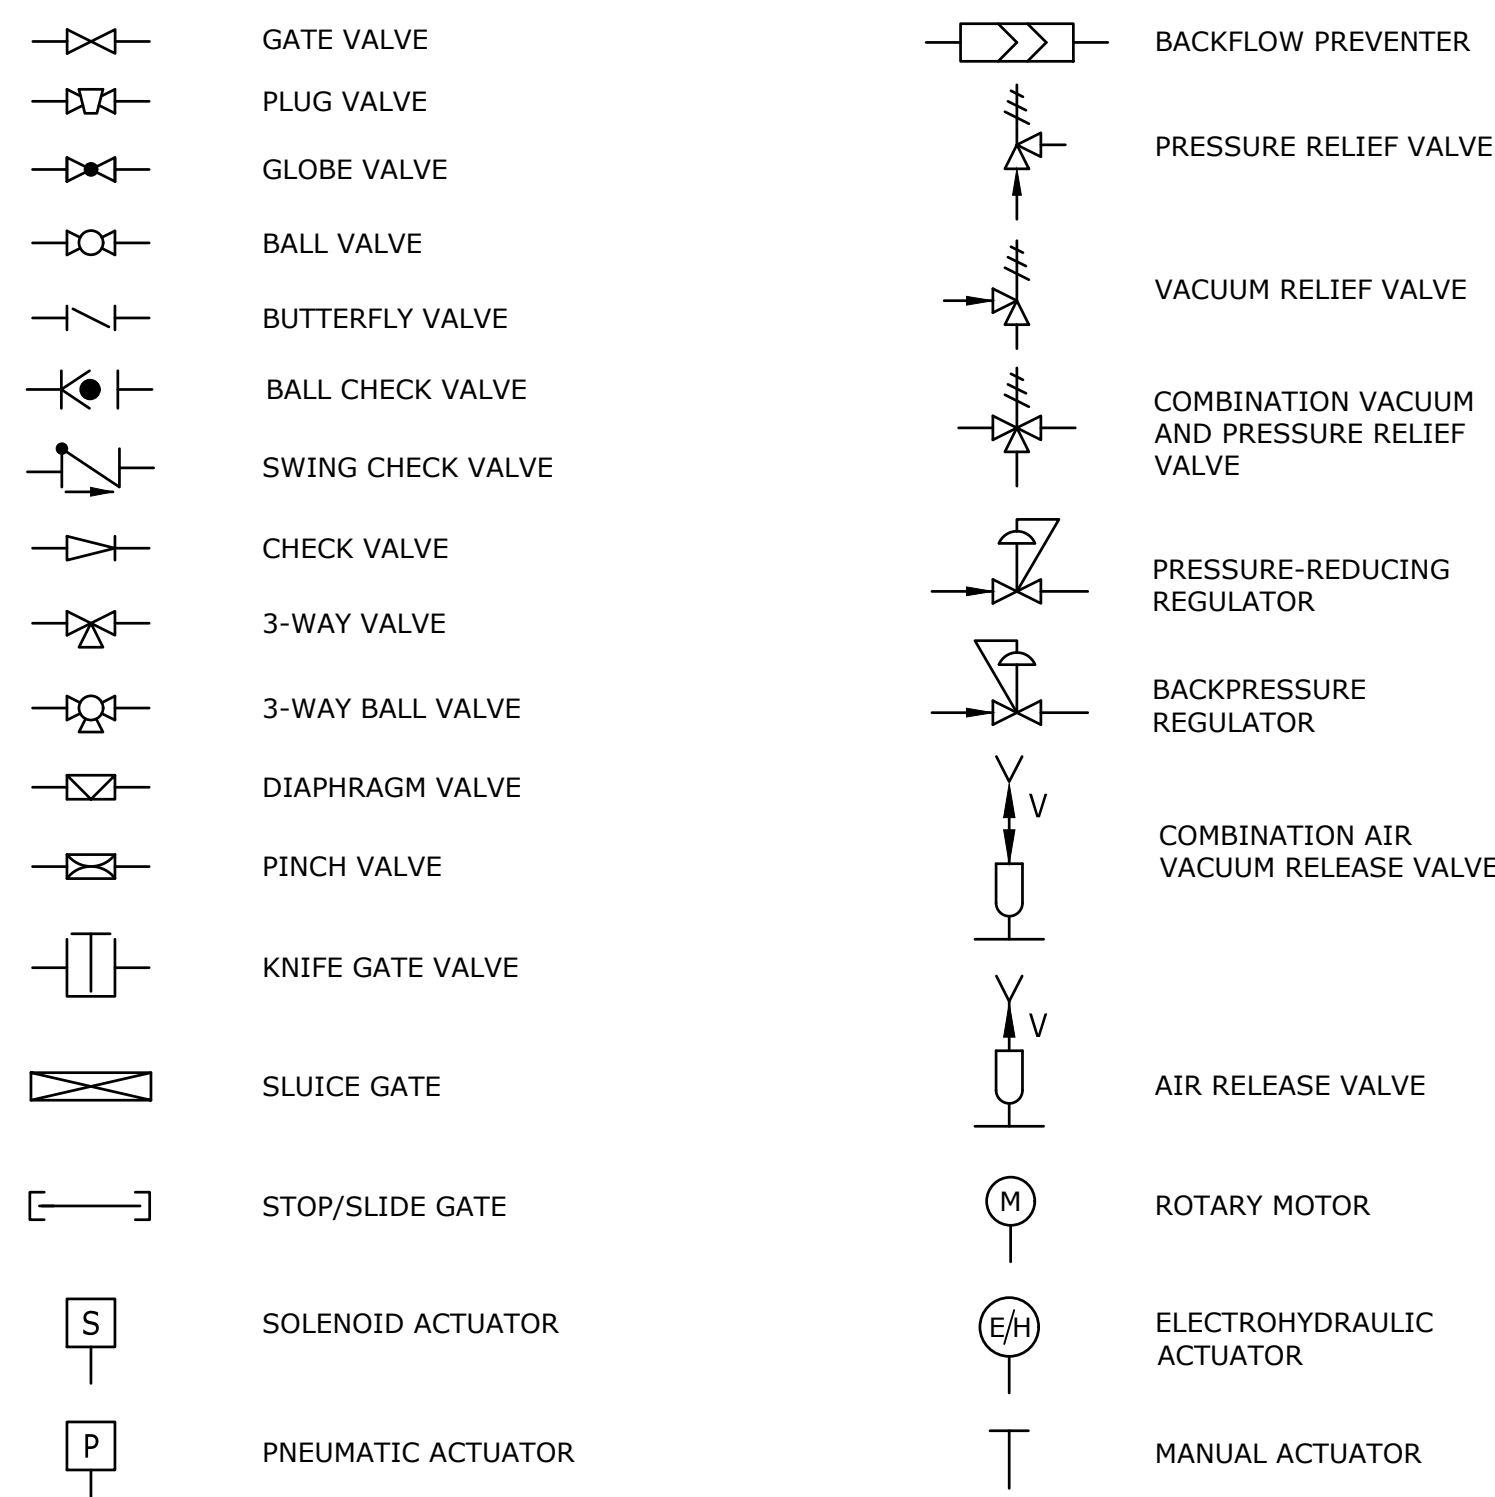 GATE VALVE
PLUG VALVE
GLOBE VALVE
BALL VALVE
BUTTERFLY VALVE
BALL CHECK VALVE
SWING CHECK VALVE
CHECK VALVE
3-WAY VALVE
3-WAY BALL VALVE
DIAPHRAGM VALVE
PINCH VALVE
KNIFE GATE VALVE
SLUICE GATE
STOP/SLIDE GATE
S
SOLENOID ACTUATOR
P
PNEUMATIC ACTUATOR
BACKFLOW PREVENTER
PRESSURE RELIEF VALVE
VACUUM RELIEF VALVE
COMBINATION VACUUM
AND PRESSURE RELIEF
VALVE
PRESSURE-REDUCING
REGULATOR
BACKPRESSURE
REGULATOR
V
COMBINATION AIR
VACUUM RELEASE VALVE
V
AIR RELEASE VALVE
M
ROTARY MOTOR
E/H
ELECTROHYDRAULIC
ACTUATOR
MANUAL ACTUATOR